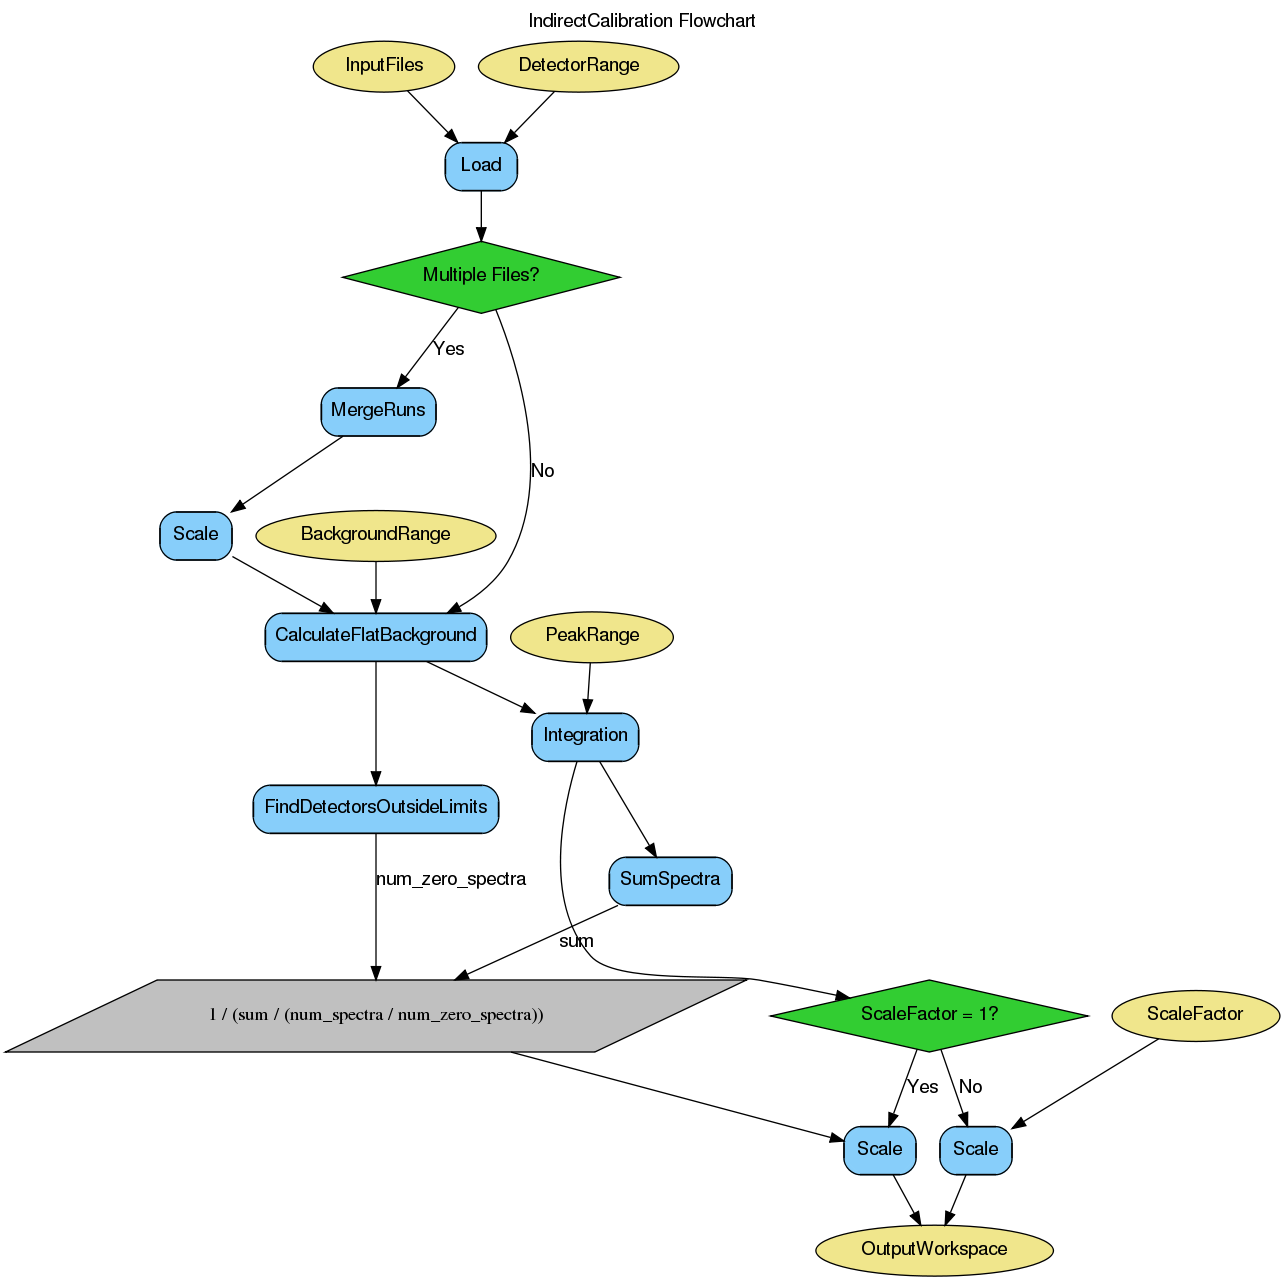 IndirectCalibration Flowchart
InputFiles
DetectorRange
Load
Multiple Files?
Yes
MergeRuns
No
Scale
BackgroundRange
CalculateFlatBackground
PeakRange
Integration
FindDetectorsOutsideLimits
num_zero_spectra
SumSpectra
sum
1 / (sum / (num_spectra / num_zero_spectra))
ScaleFactor = 1?
ScaleFactor
Yes
No
Scale
Scale
OutputWorkspace